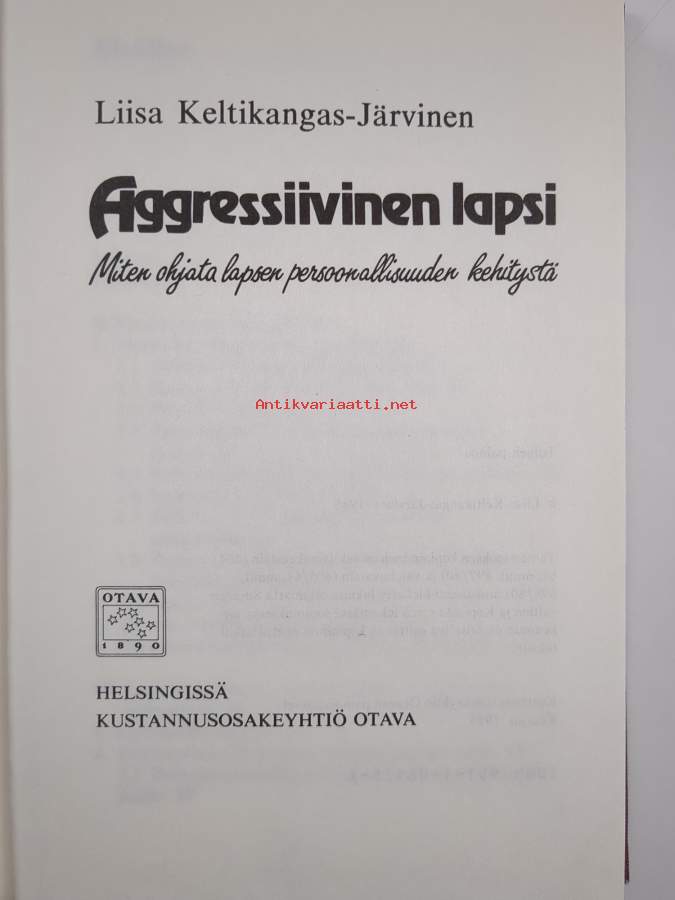 Liisa Keltikangas-Järvinen
Aggressiivinen lapsi
Miten ohjata lapsen persoonallisuuden kehitystä
Antikvariaatti.net
OTAVA
1890
HELSINGISSÄ
KUSTANNUSOSAKEYHTIÖ OTAVA